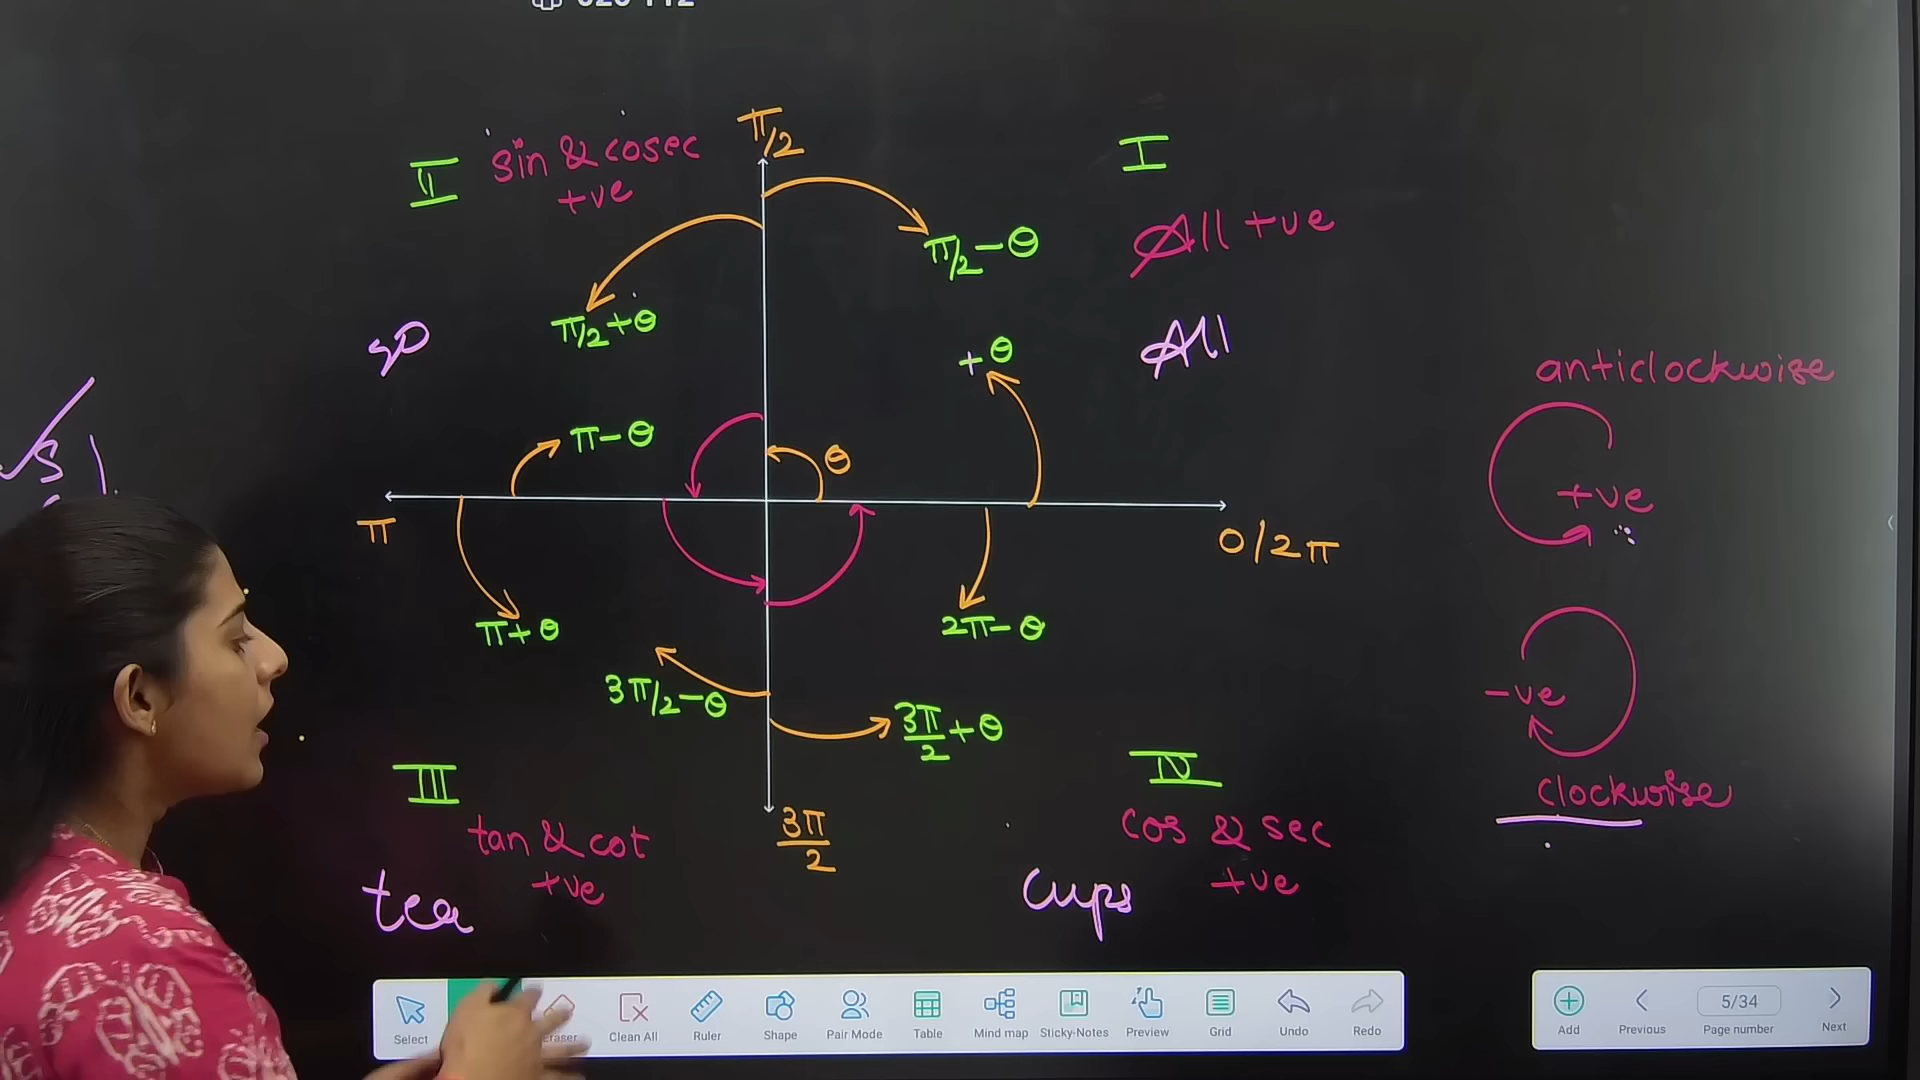 π/2
II
sin & cosec
+ve
I
All +ve
π/2-θ
π/2+θ
+θ
All
anticlockwise
π-θ
θ
+ve
S
π
0/2π
π+θ
2π-θ
3π/2-θ
3π/2+θ
-ve
III
IV
clockwise
tan & cot
+ve
3π/2
cos & sec
+ve
tea
cups
Select
Eraser
Clean All
Ruler
Shape
Pair Mode
Table
Mind map
Sticky-Notes
Preview
Grid
Undo
Redo
Add
Previous
5/34
Page number
Next